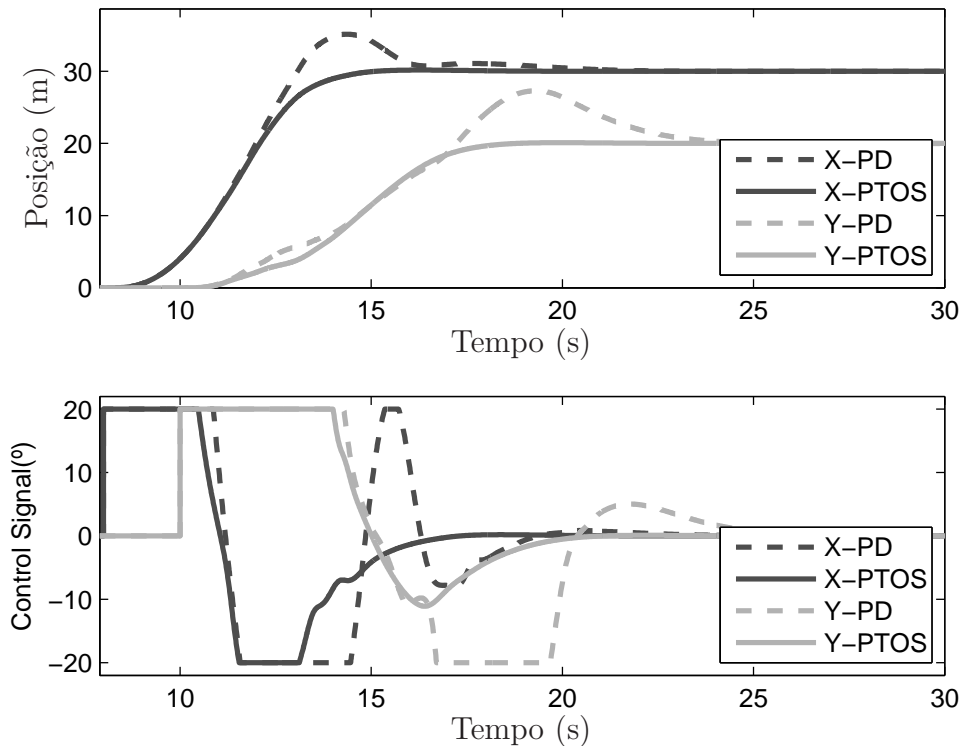 Posição (m)
30
20
10
0
10
15
20
25
30
Tempo (s)
X−PD
X−PTOS
Y−PD
Y−PTOS
Control Signal(º)
20
10
0
−10
−20
10
15
20
25
30
Tempo (s)
X−PD
X−PTOS
Y−PD
Y−PTOS